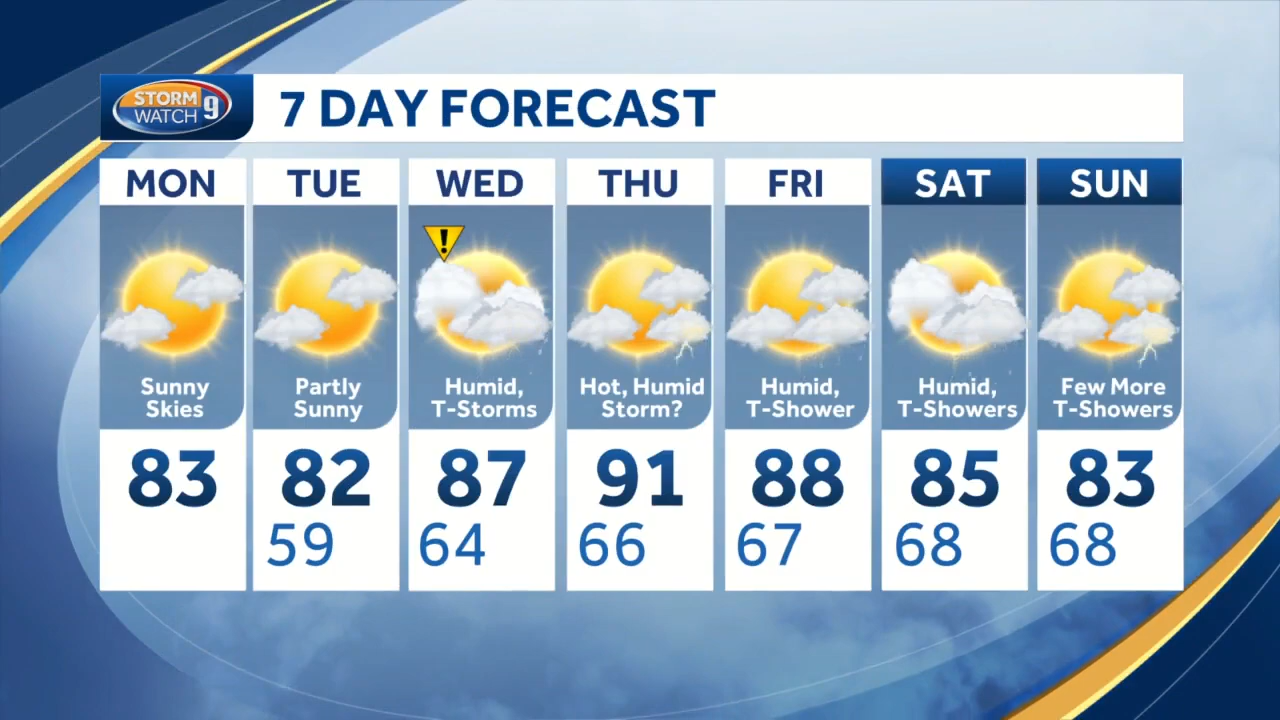 STORM
WATCH 9
7 DAY FORECAST
MON
TUE
WED
THU
FRI
SAT
SUN
!
Sunny
Skies
Partly
Sunny
Humid,
T-Storms
Hot, Humid
Storm?
Humid,
T-Shower
Humid,
T-Showers
Few More
T-Showers
83
82
87
91
88
85
83
59
64
66
67
68
68